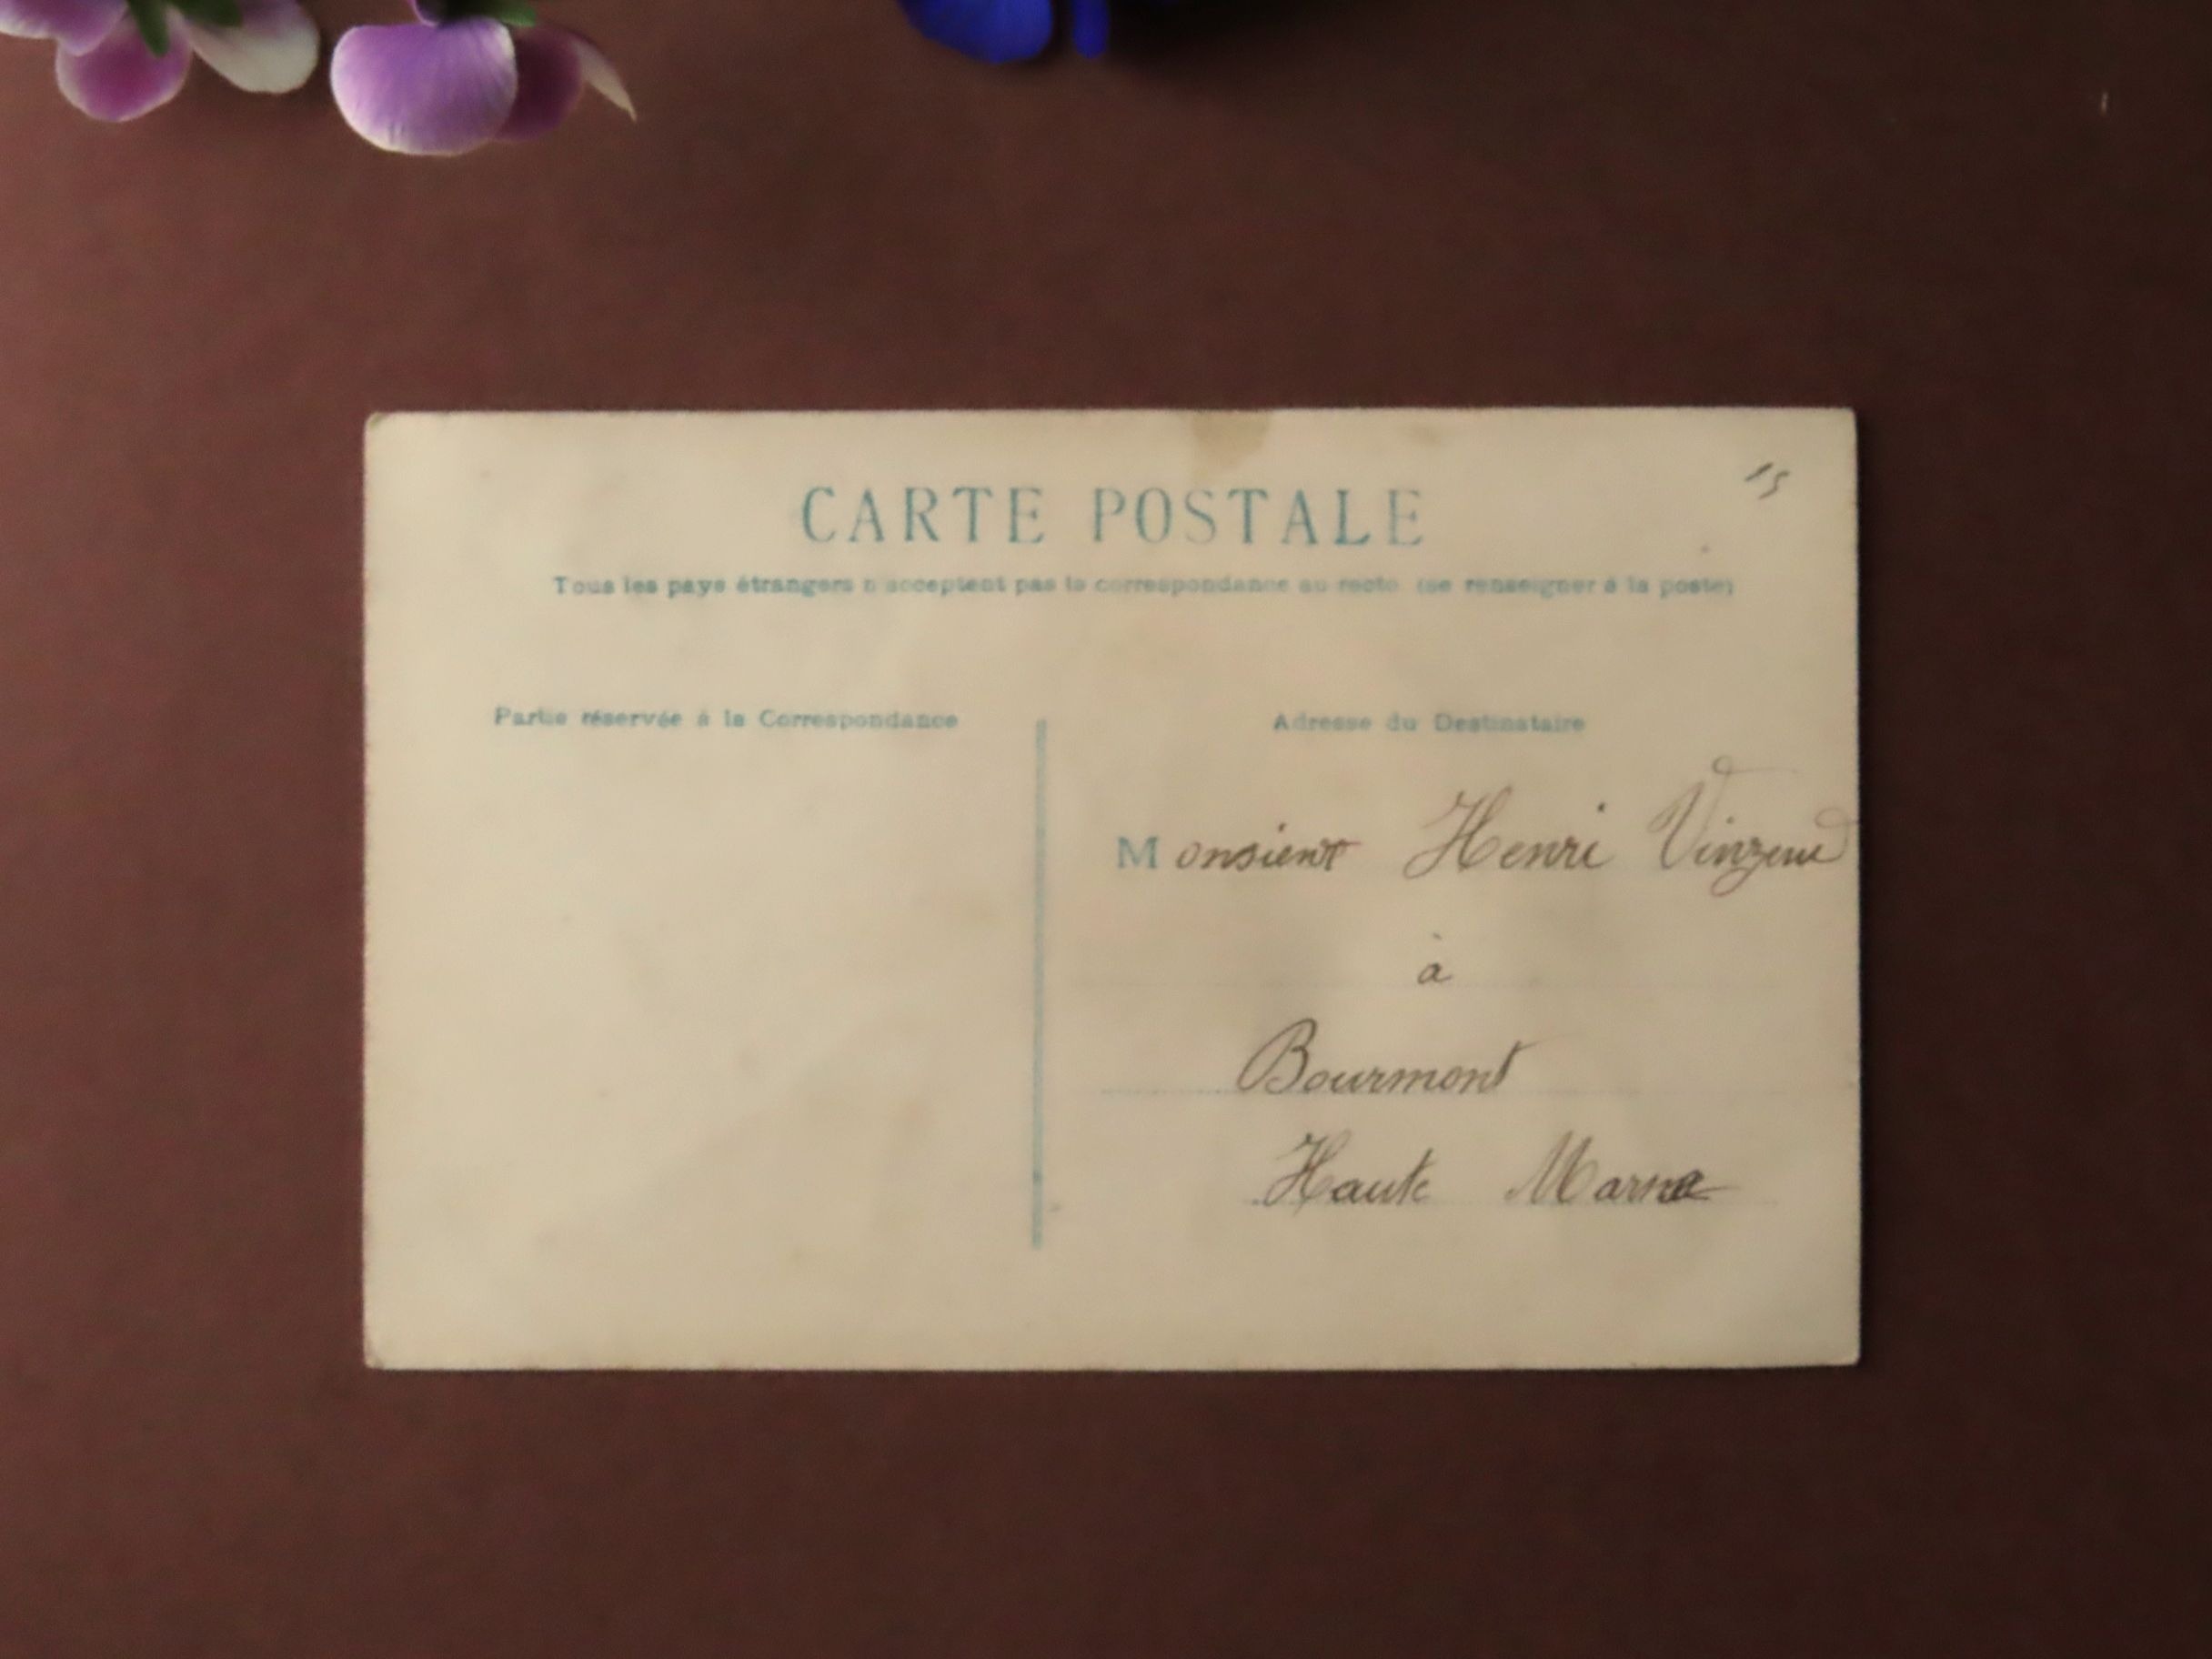 15
CARTE POSTALE
Tous les pays étrangers n'acceptent pas la correspondance au recto (se renseigner à la poste)
Partie réservée à la Correspondance
Adresse du Destinataire
Monsieur Henri
à
Bourmont
Haute Marne